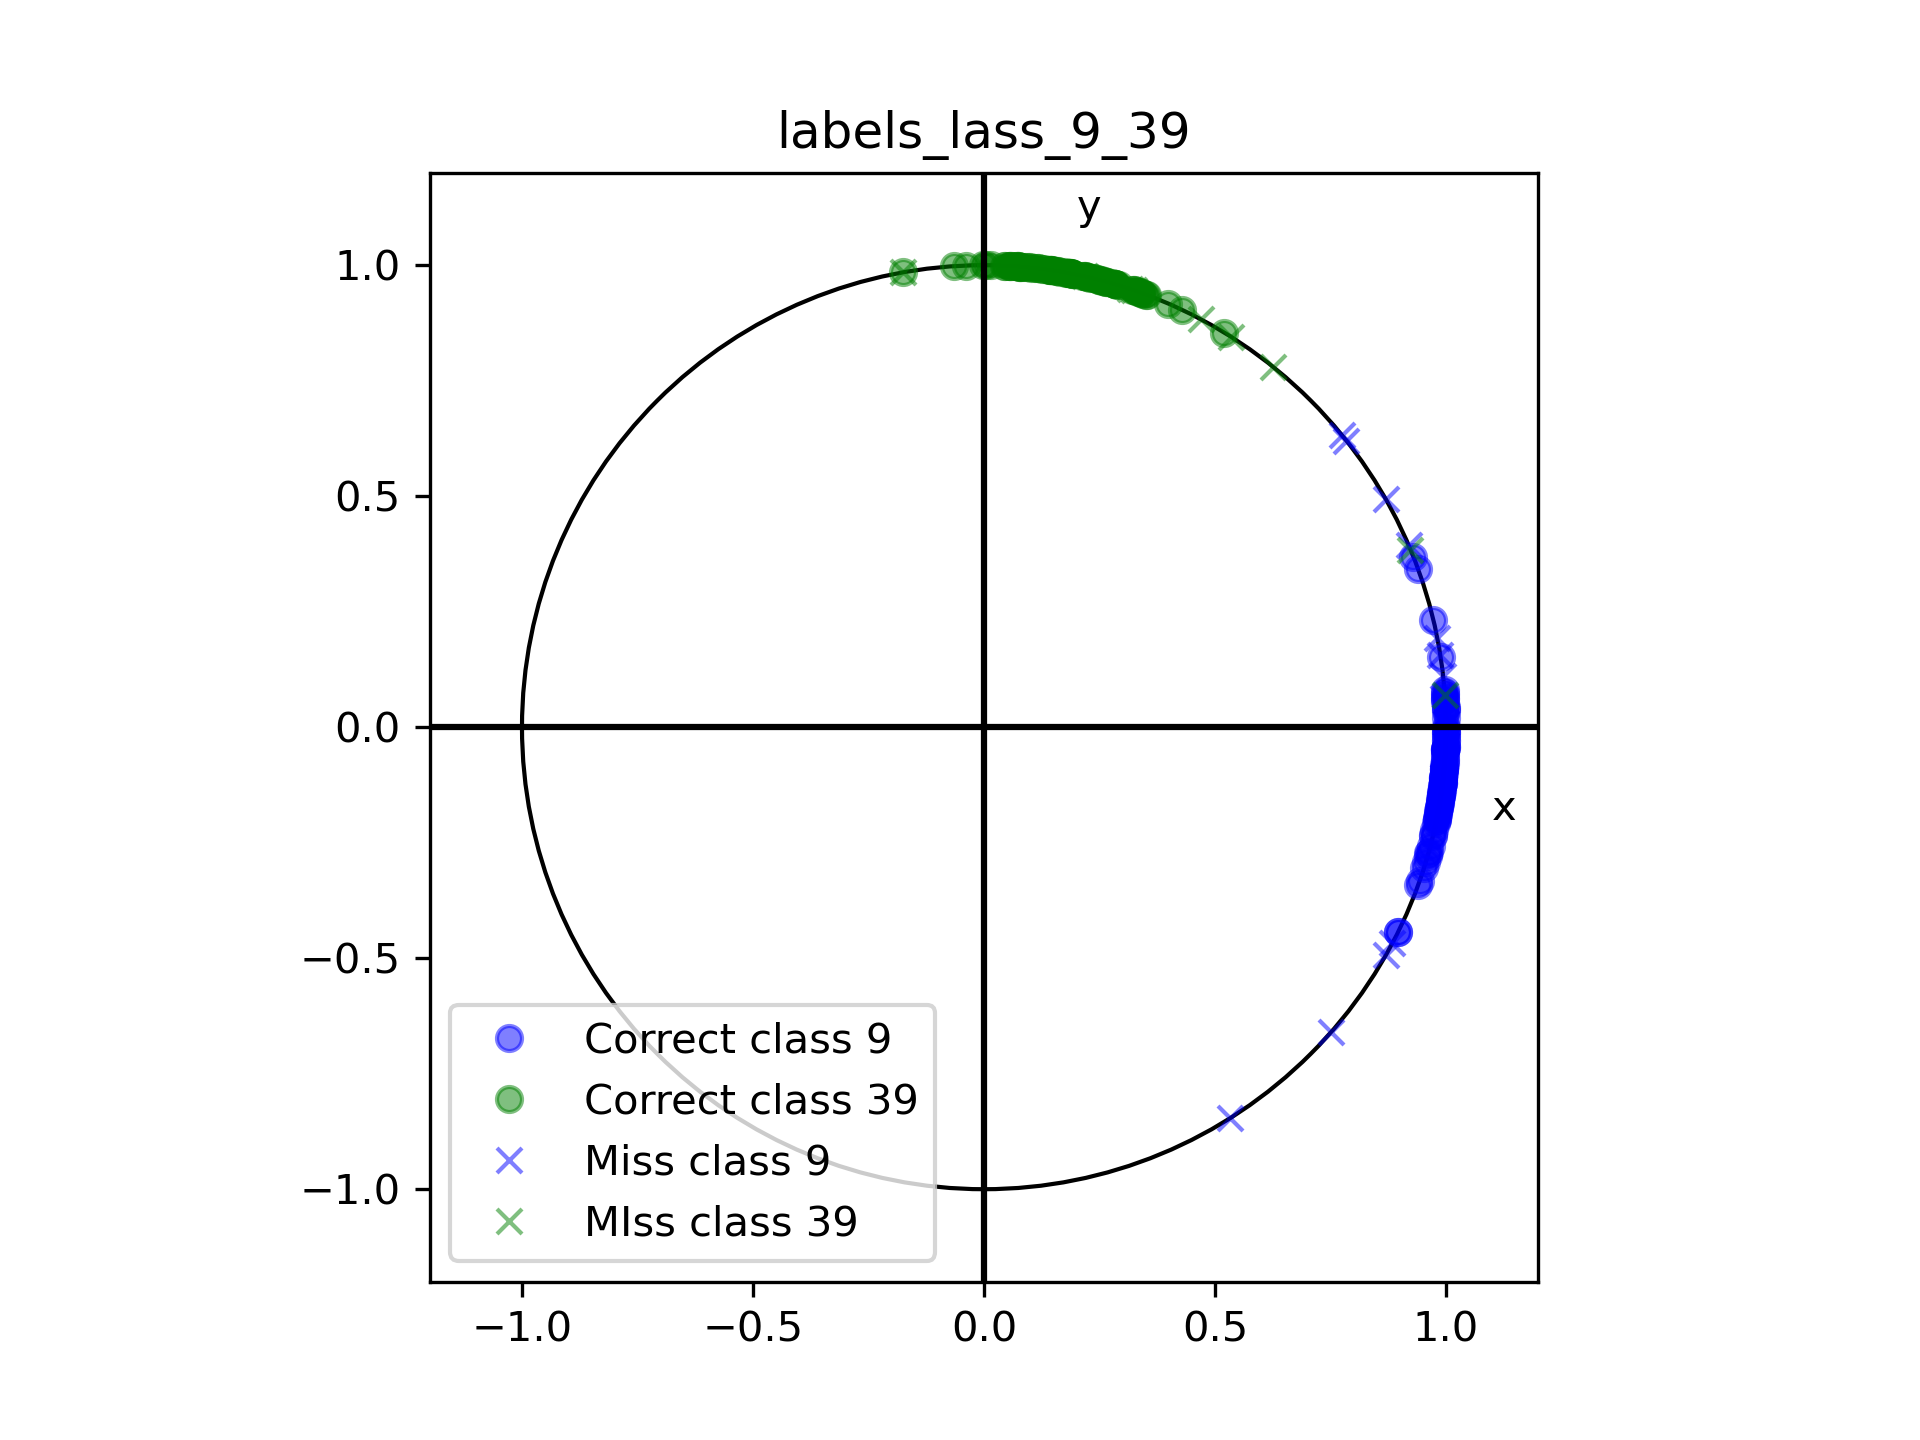 labels_lass_9_39
y
1.0
0.5
0.0
−0.5
−1.0
x
Correct class 9
Correct class 39
Miss class 9
MIss class 39
−1.0 −0.5 0.0 0.5 1.0